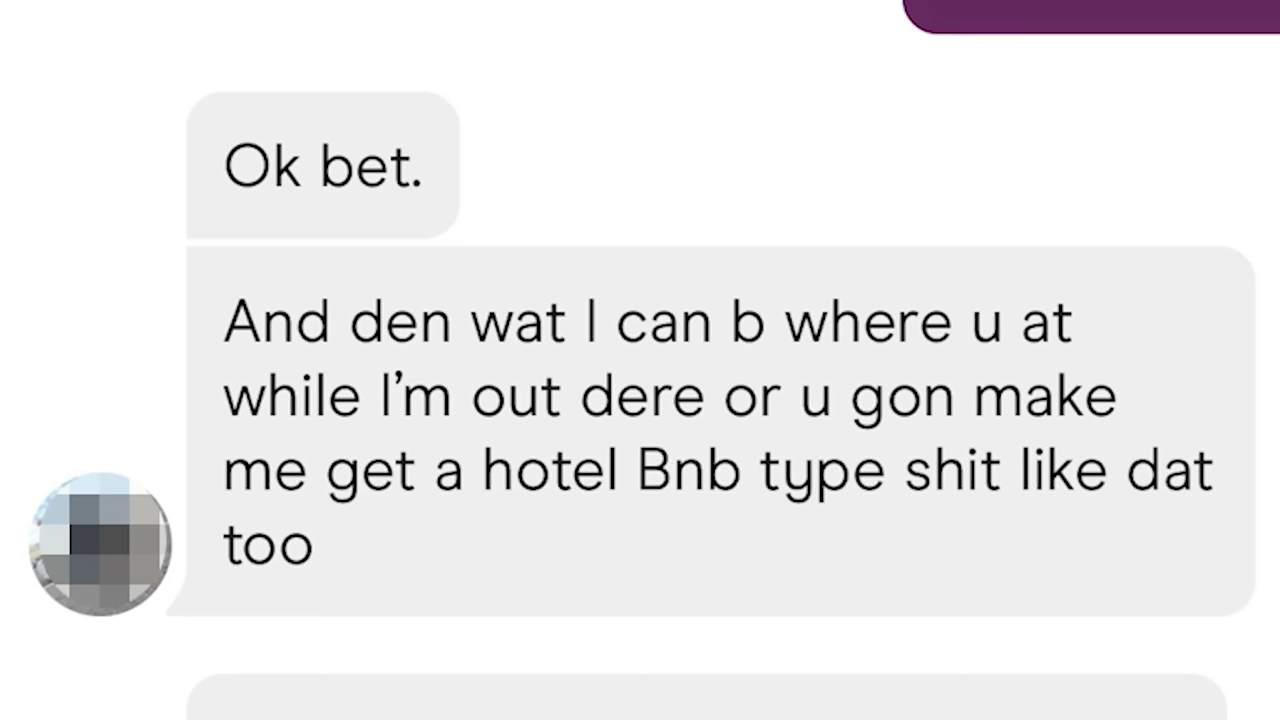 Ok bet.
And den wat I can b where u at
while I’m out dere or u gon make
me get a hotel Bnb type shit like dat
too